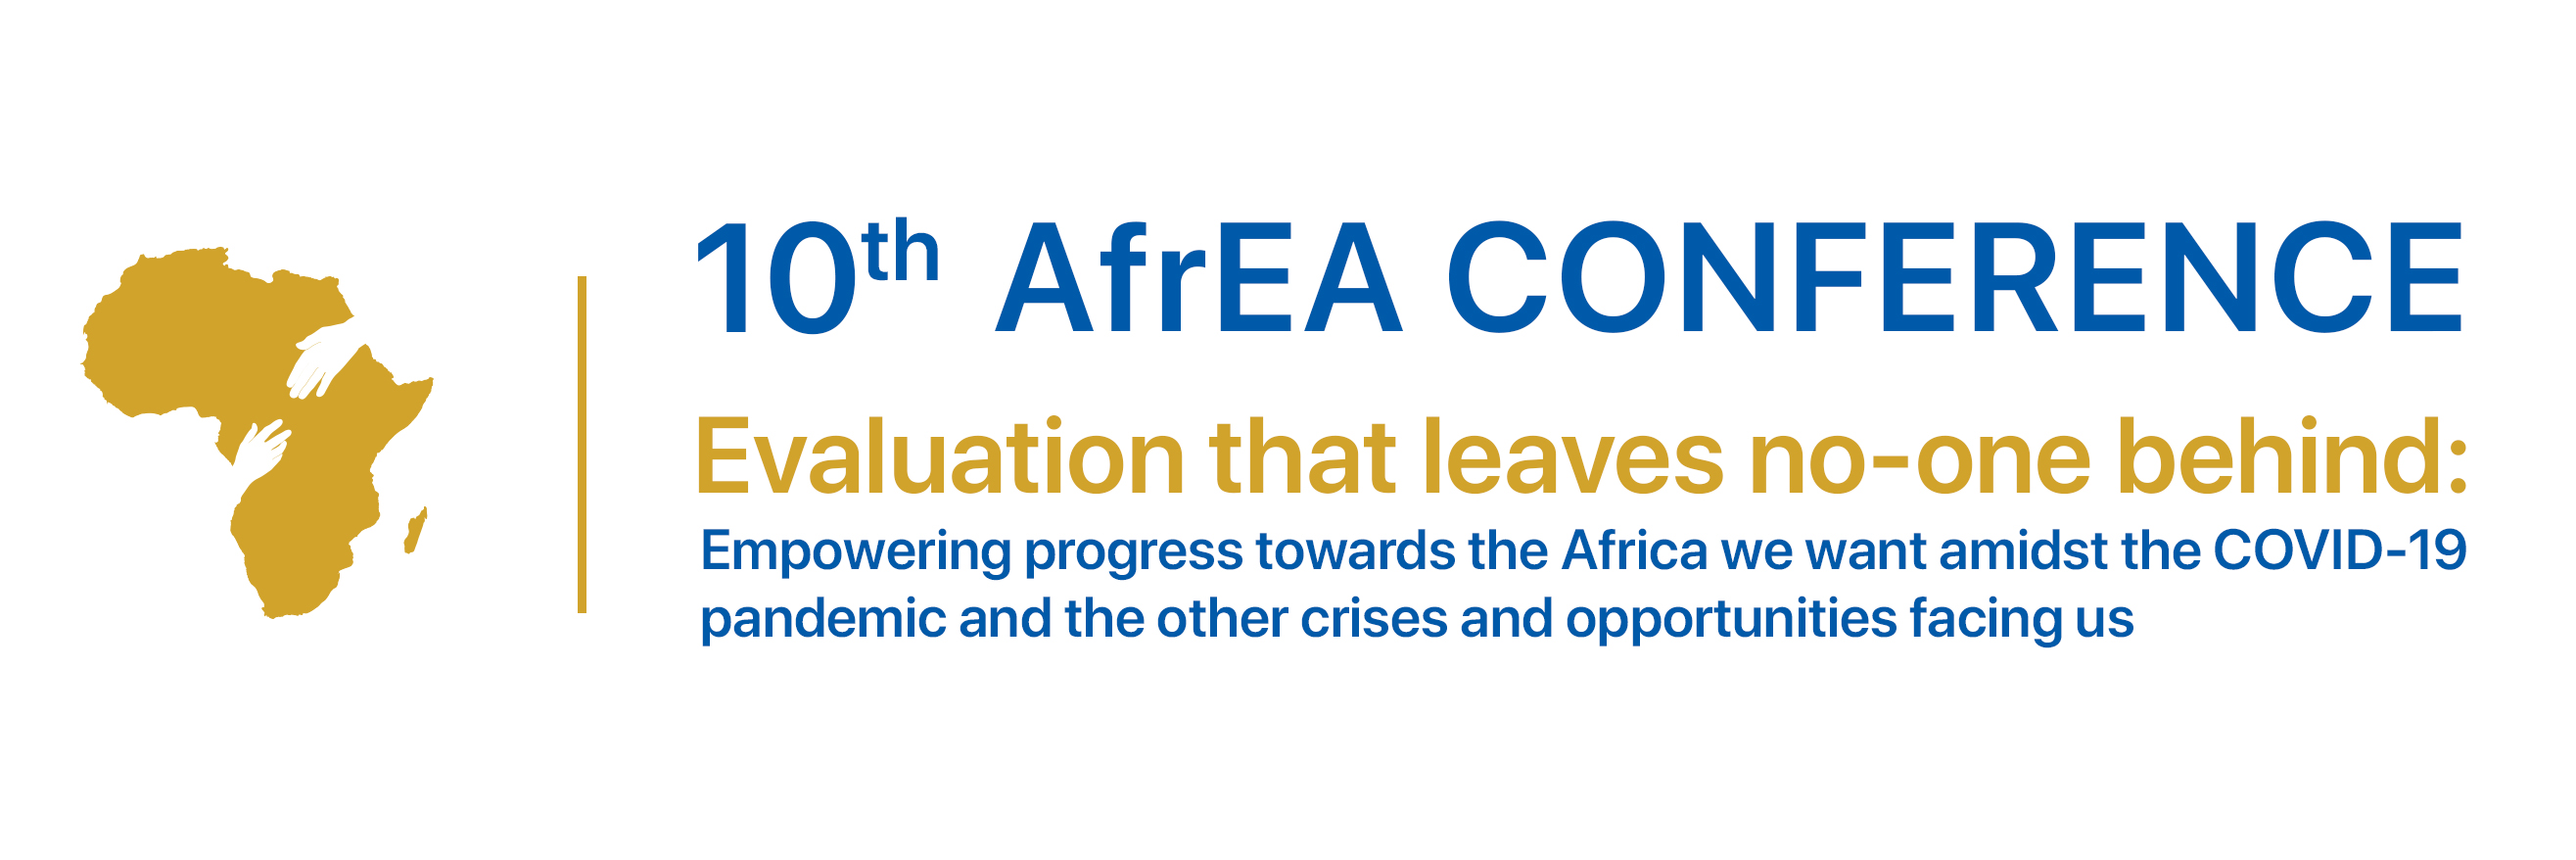 10th AfrEA CONFERENCE
Evaluation that leaves no-one behind:
Empowering progress towards the Africa we want amidst the COVID-19
pandemic and the other crises and opportunities facing us